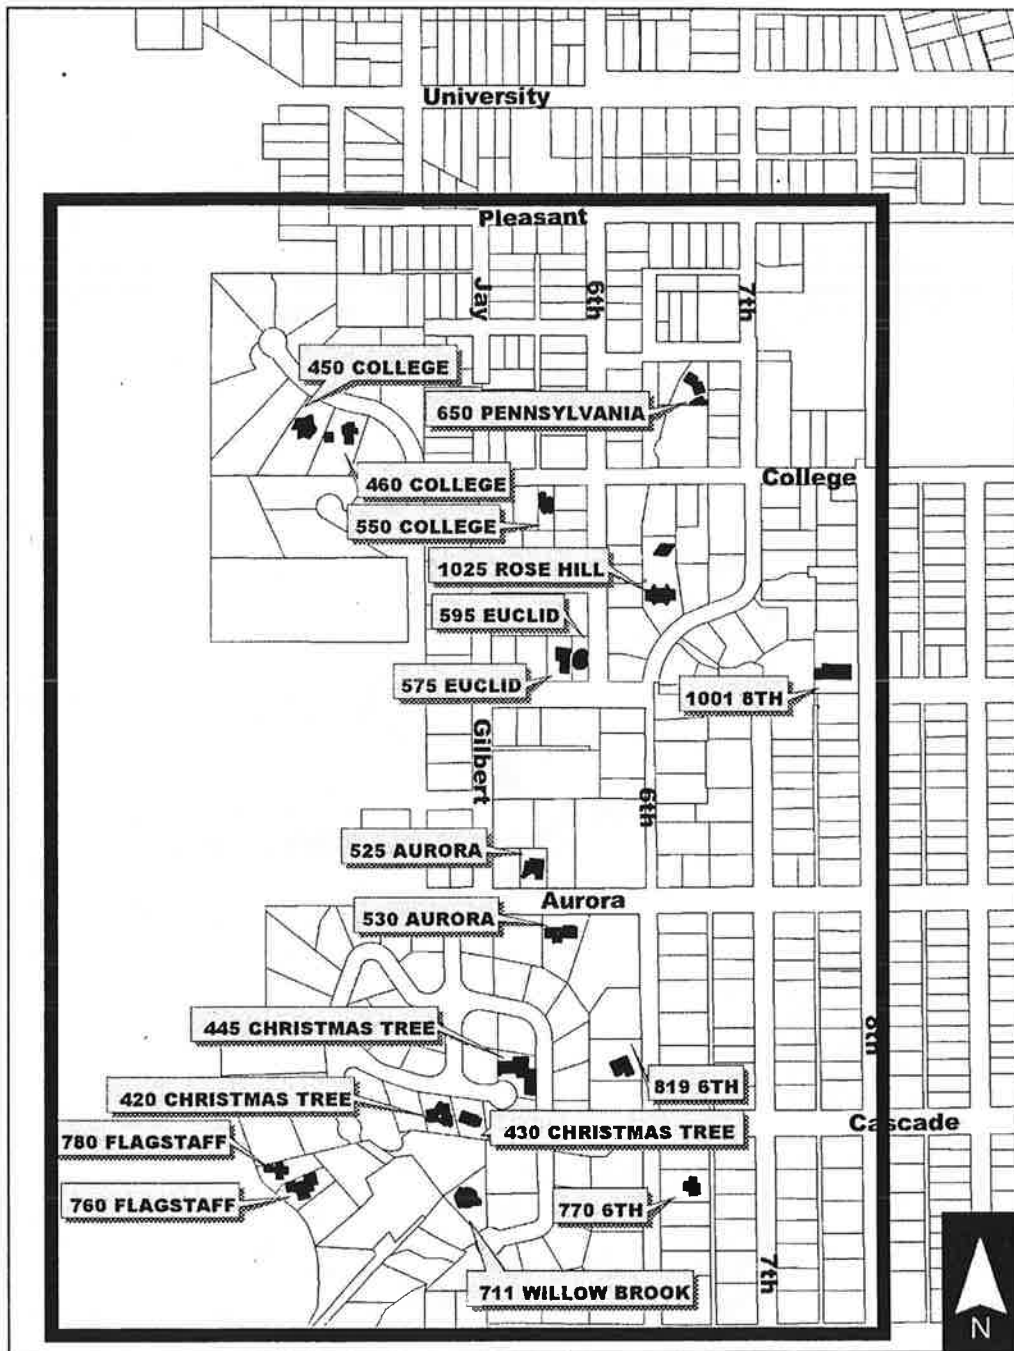 University
Pleasant
Jay
6th
7th
450 COLLEGE
650 PENNSYLVANIA
College
460 COLLEGE
550 COLLEGE
1025 ROSE HILL
595 EUCLID
575 EUCLID
1001 8TH
Gilbert
6th
525 AURORA
Aurora
530 AURORA
445 CHRISTMAS TREE
8th
819 6TH
420 CHRISTMAS TREE
430 CHRISTMAS TREE
Cascade
780 FLAGSTAFF
760 FLAGSTAFF
770 6TH
7th
711 WILLOW BROOK
N